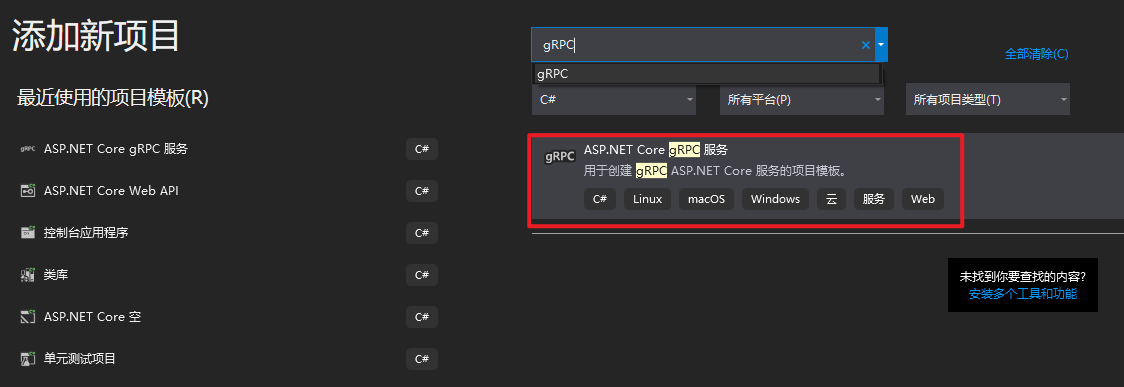 添加新项目
最近使用的项目模板(R)
gRPC ASP.NET Core gRPC 服务 C#
ASP.NET Core Web API C#
控制台应用程序 C#
类库 C#
ASP.NET Core 空 C#
单元测试项目 C#
gRPC
gRPC
全部清除(C)
C# 所有平台(P) 所有项目类型(T)
gRPC
ASP.NET Core gRPC 服务
用于创建 gRPC ASP.NET Core 服务的项目模板。
C# Linux macOS Windows 云 服务 Web
未找到你要查找的内容?
安装多个工具和功能